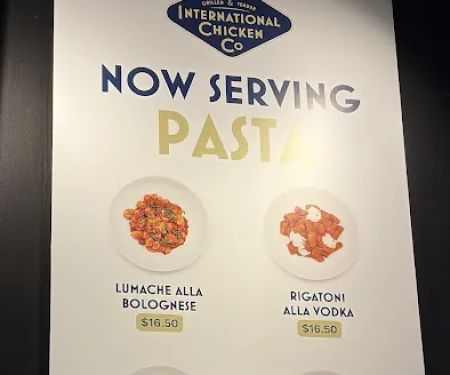 GRILLED & TENDER
INTERNATIONAL
CHICKEN
CO
NOW SERVING
PASTA
LUMACHE ALLA
BOLOGNESE
$16.50
RIGATONI
ALLA VODKA
$16.50